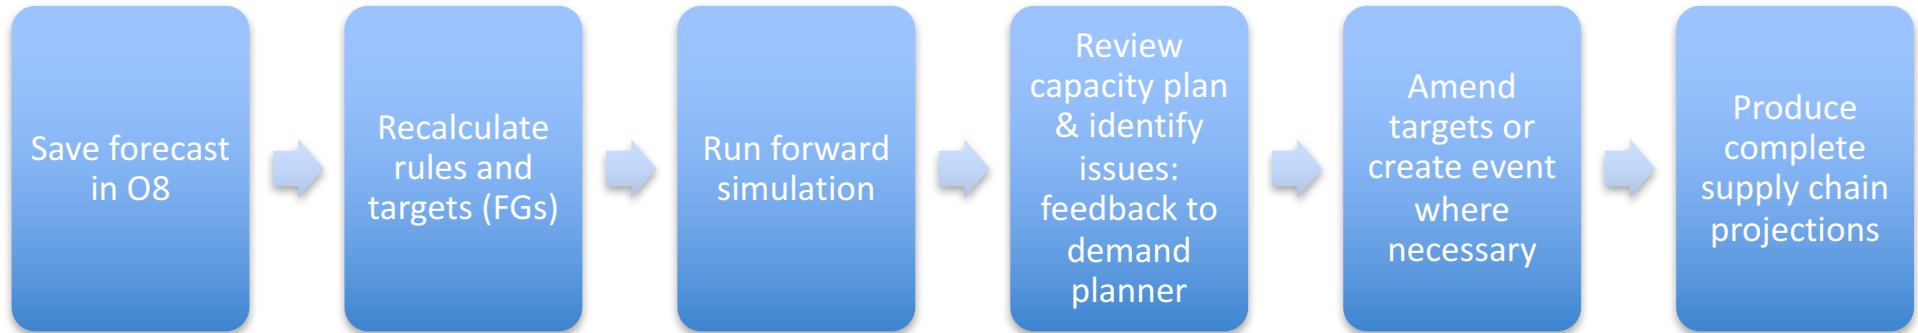 Save forecast
in O8
Recalculate
rules and
targets (FGs)
Run forward
simulation
Review
capacity plan
& identify
issues:
feedback to
demand
planner
Amend
targets or
create event
where
necessary
Produce
complete
supply chain
projections